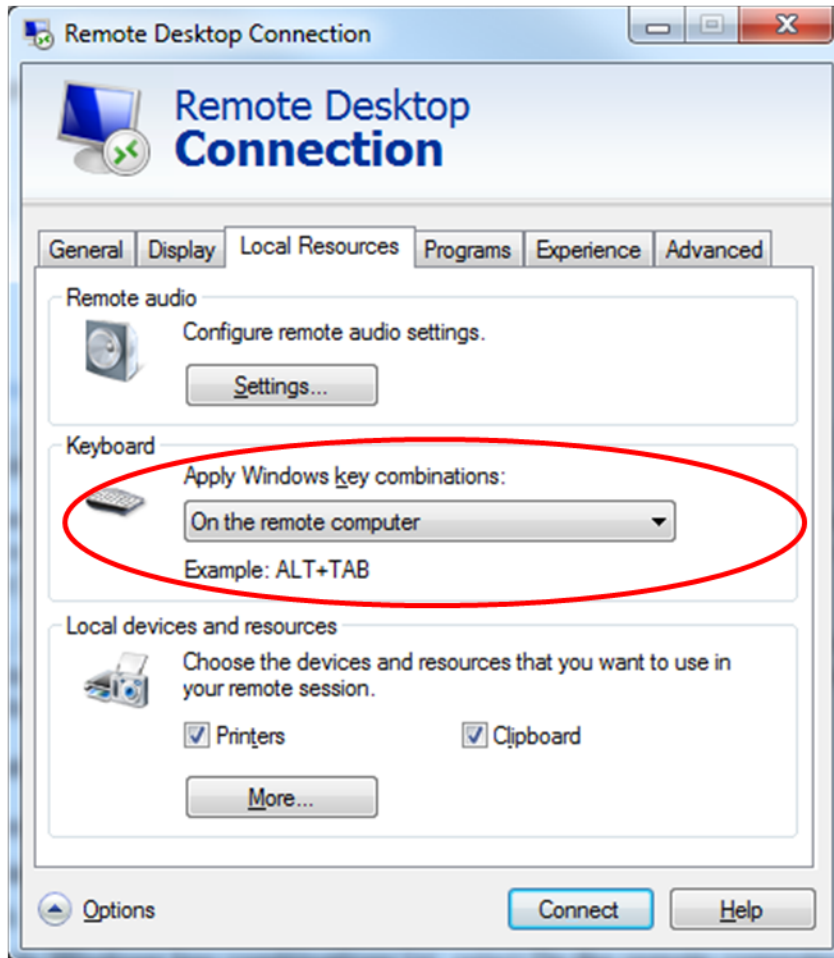 Remote Desktop Connection
Remote Desktop
Connection
General Display Local Resources Programs Experience Advanced
Remote audio
Configure remote audio settings.
Settings...
Keyboard
Apply Windows key combinations:
On the remote computer
Example: ALT+TAB
Local devices and resources
Choose the devices and resources that you want to use in
your remote session.
Printers Clipboard
More...
Options Connect Help